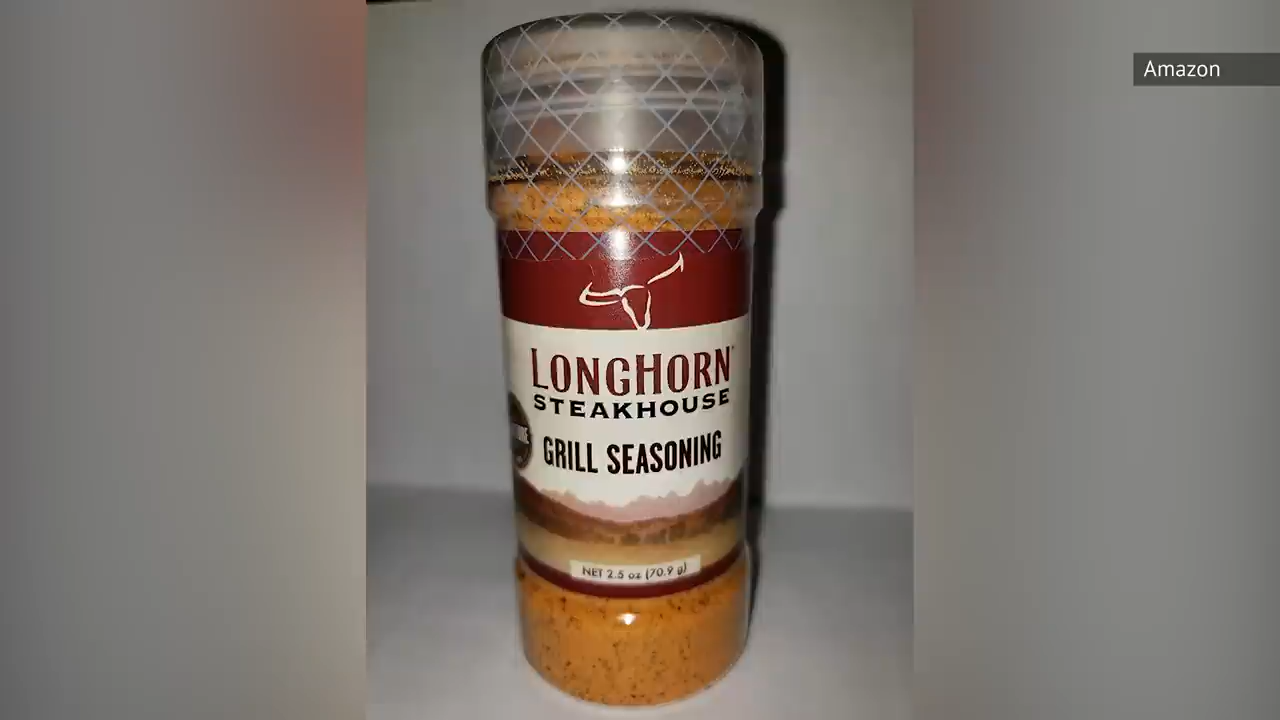 Amazon
LONGHORN
STEAKHOUSE
GRILL SEASONING
NET 2.5 oz (70.9 g)